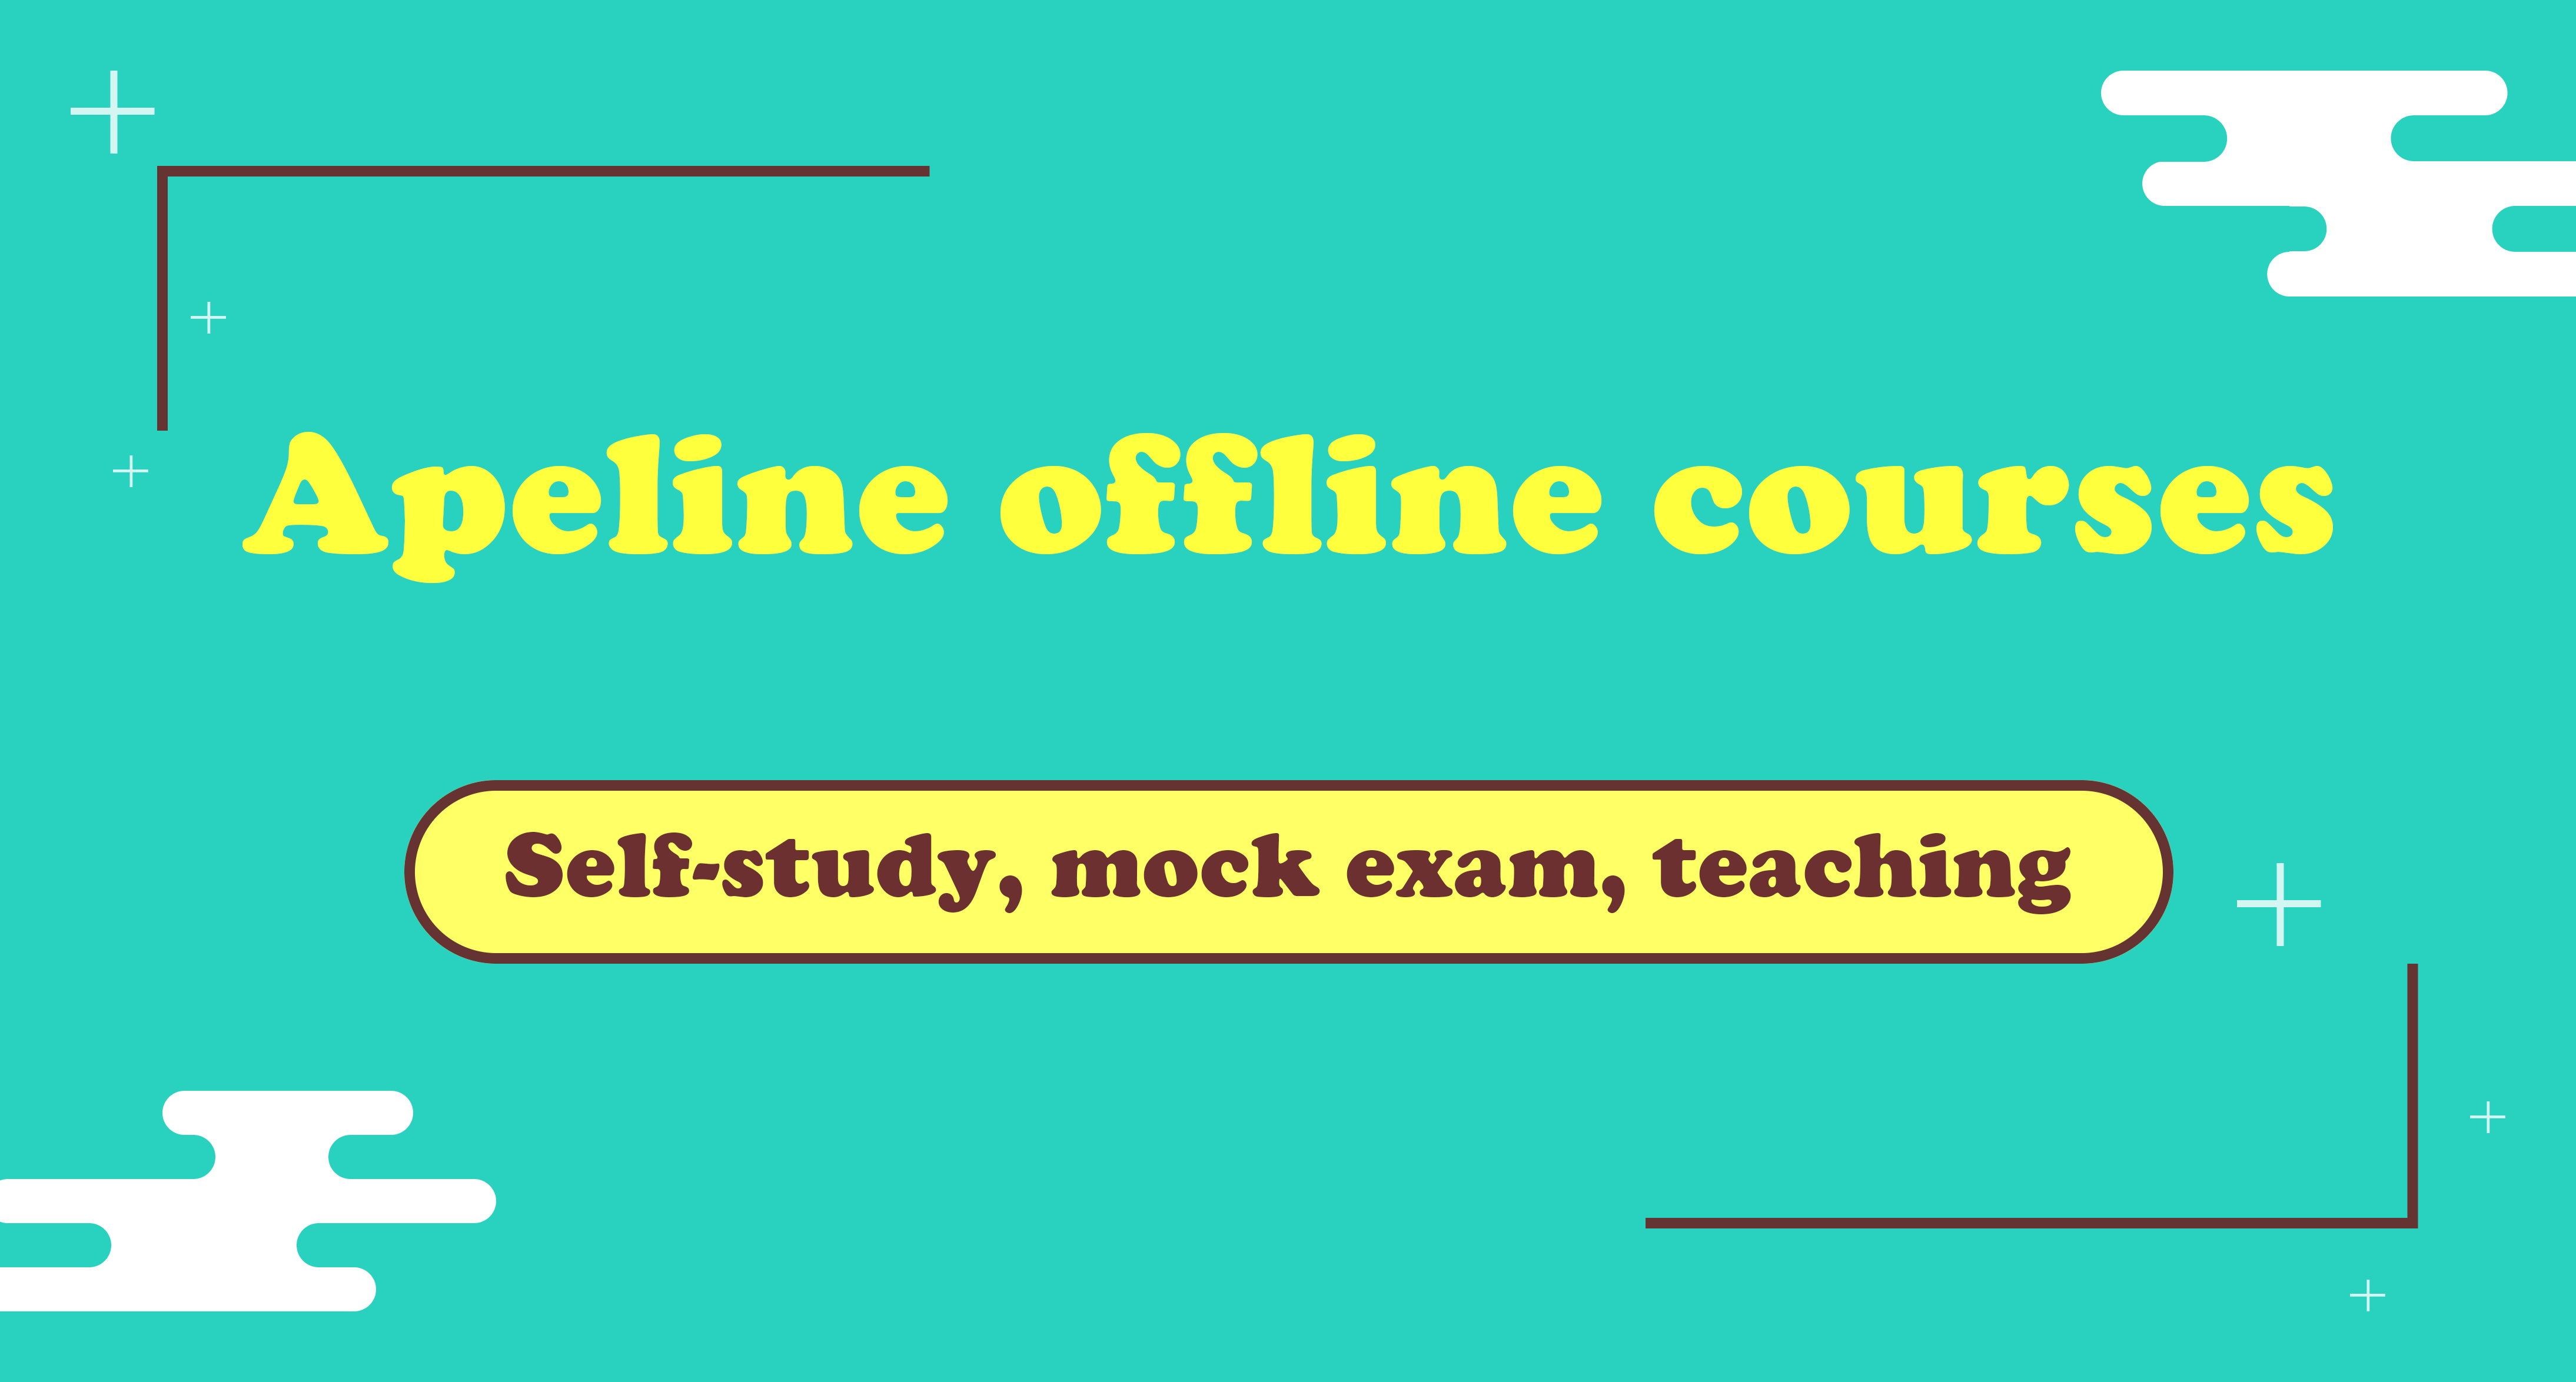 Apeline offline courses
Self-study, mock exam, teaching